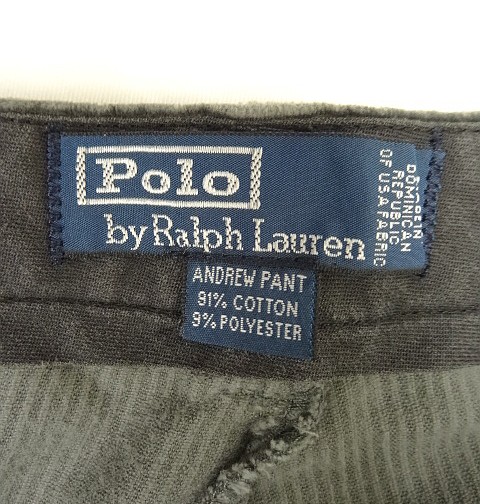 Polo
by Ralph Lauren
DOMINICAN
REPUBLIC
OF USA FABRIC
ANDREW PANT
91% COTTON
9% POLYESTER